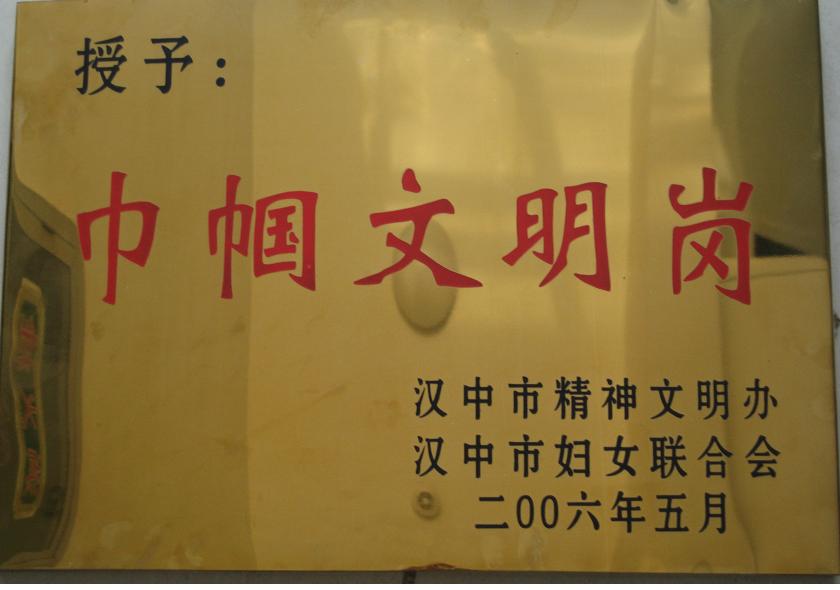 授予：
巾帼文明岗
汉中市精神文明办
汉中市妇女联合会
二00六年五月